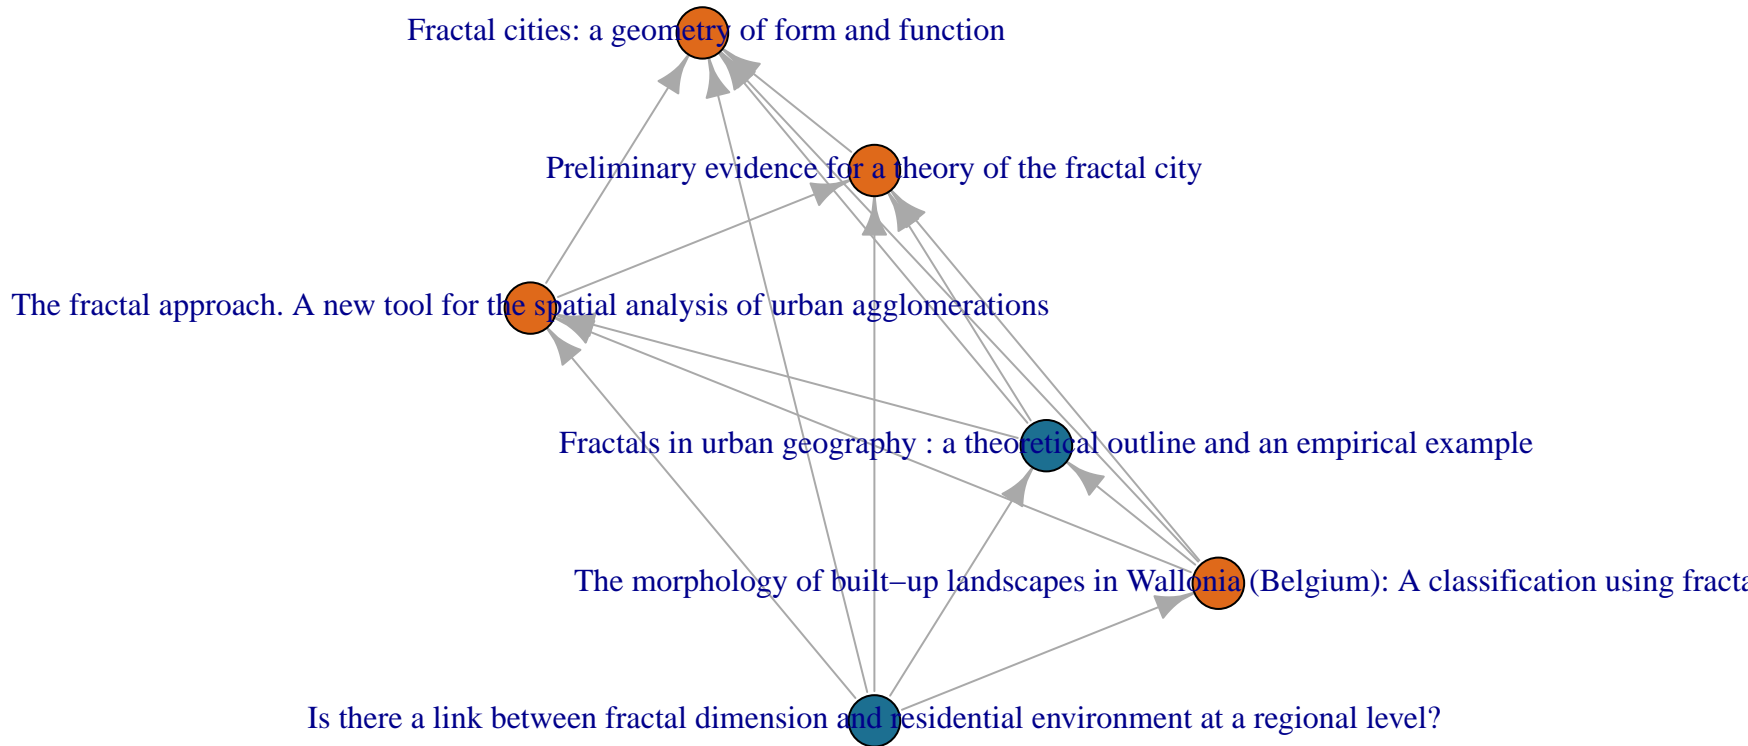 Fractal cities: a geometry of form and function
Preliminary evidence for a theory of the fractal city
The fractal approach. A new tool for the spatial analysis of urban agglomerations
Fractals in urban geography : a theoretical outline and an empirical example
The morphology of built−up landscapes in Wallonia (Belgium): A classification using
Is there a link between fractal dimension and residential environment at a regional level?